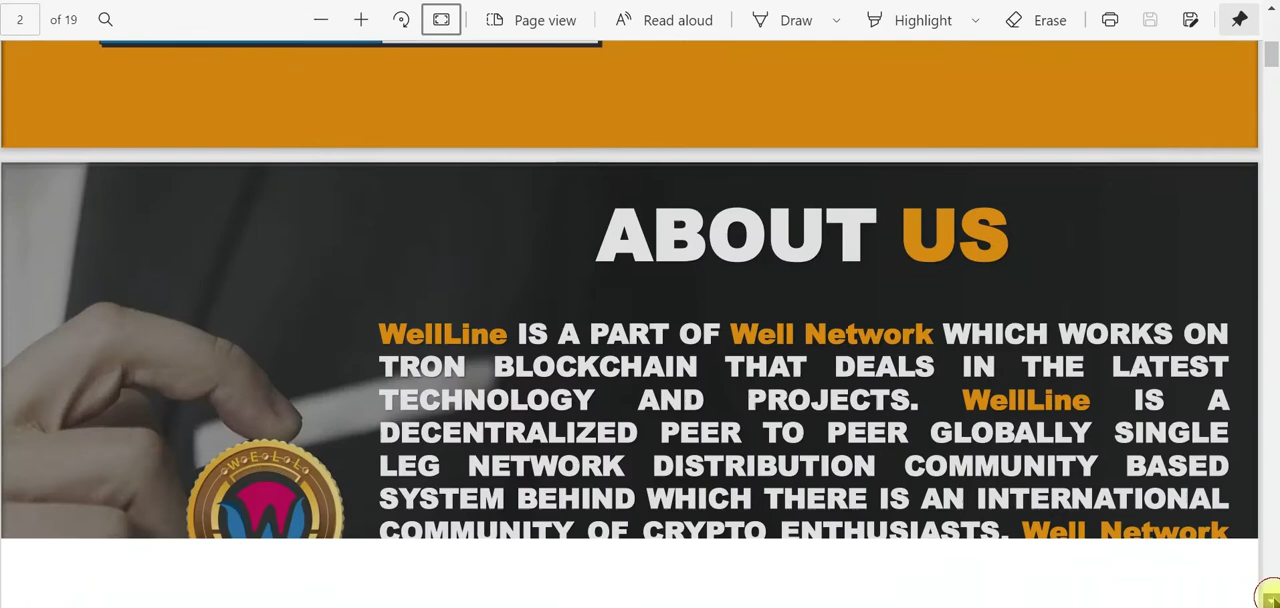 2 of 19 Page view Read aloud Draw Highlight Erase
ABOUT US
WellLine IS A PART OF Well Network WHICH WORKS ON
TRON BLOCKCHAIN THAT DEALS IN THE LATEST
TECHNOLOGY AND PROJECTS. WellLine IS A
DECENTRALIZED PEER TO PEER GLOBALLY SINGLE
LEG NETWORK DISTRIBUTION COMMUNITY BASED
SYSTEM BEHIND WHICH THERE IS AN INTERNATIONAL
COMMUNITY OF CRYPTO ENTHUSIASTS. Well Network
WELL
W